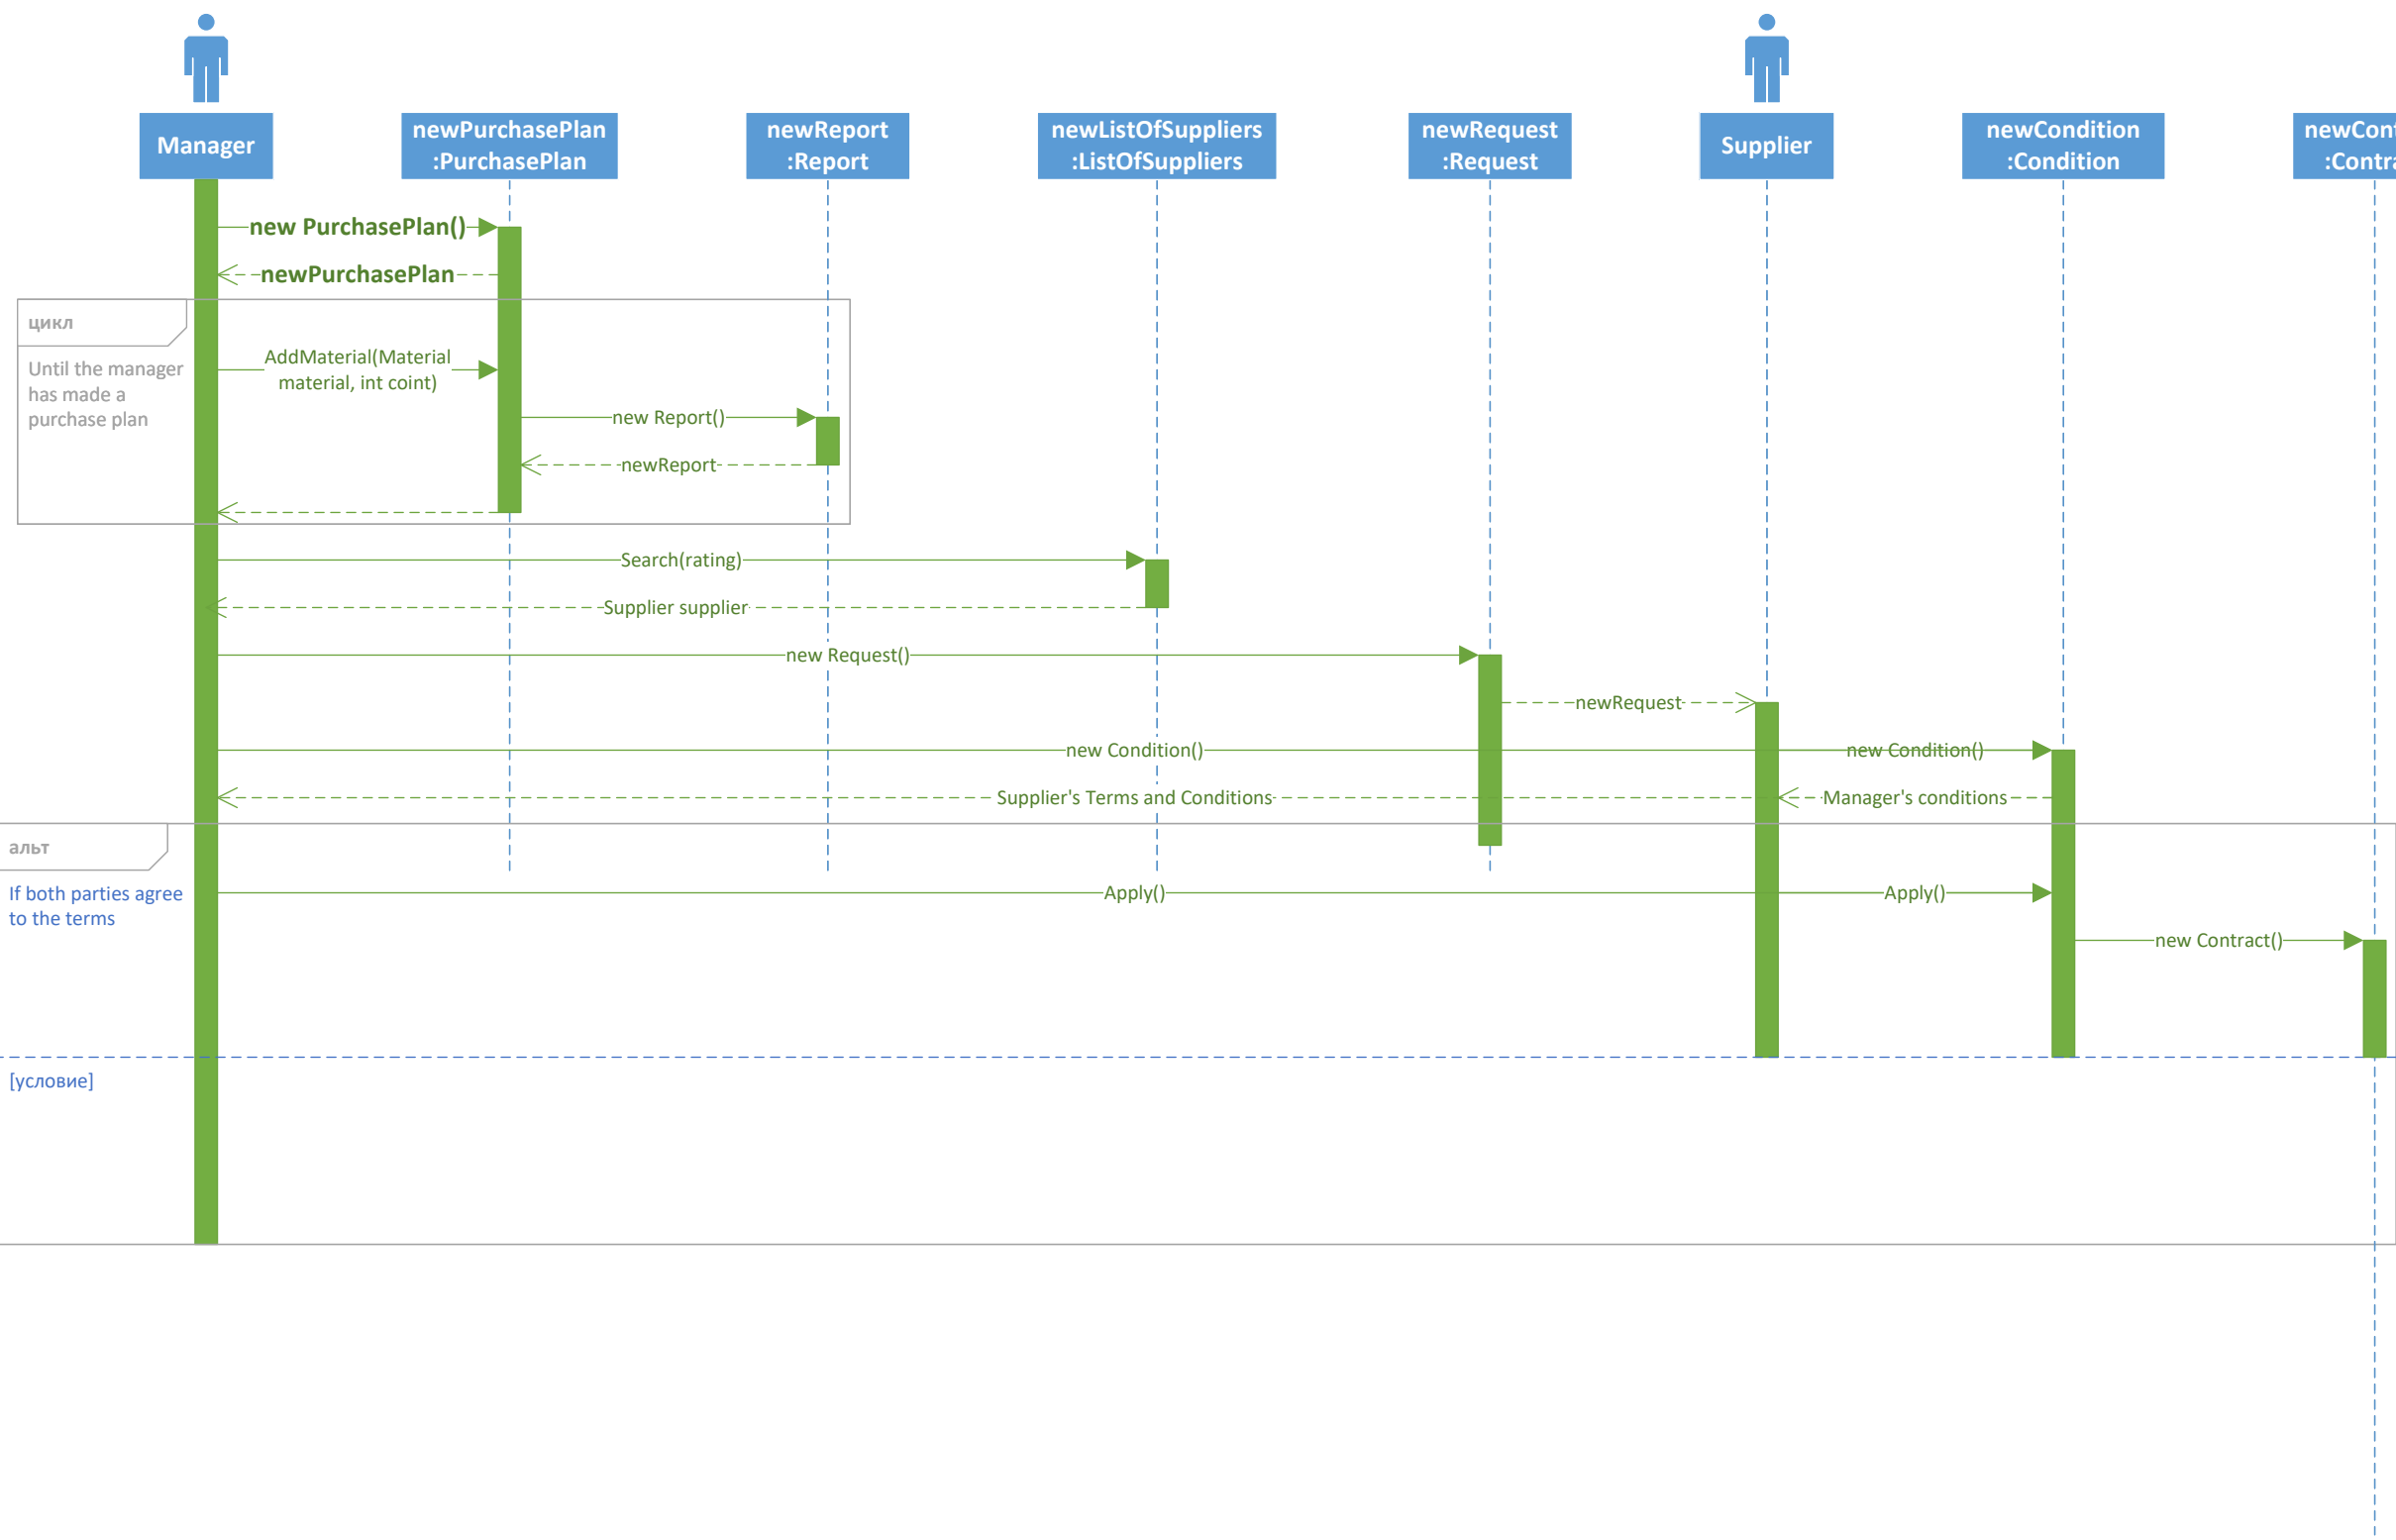 Manager
newPurchasePlan
:PurchasePlan
newReport
:Report
newListOfSuppliers
:ListOfSuppliers
newRequest
:Request
Supplier
newCondition
:Condition
newCont
:Contra
new PurchasePlan()
newPurchasePlan
цикл
Until the manager
has made a
purchase plan
AddMaterial(Material
material, int coint)
new Report()
newReport
Search(rating)
Supplier supplier
new Request()
newRequest
new Condition()
new Condition()
Supplier's Terms and Conditions
Manager's conditions
альт
If both parties agree
to the terms
Apply()
Apply()
new Contract()
[условие]